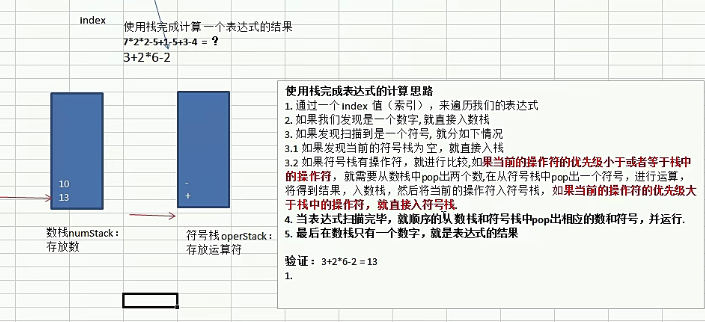 index
使用栈完成计算一个表达式的结果
7*2*2-5+1-5+3-4 = ?
3+2*6-2
10
13
-
+
数栈numStack：
存放数
符号栈 operStack：
存放运算符
使用栈完成表达式的计算 思路
1. 通过一个 index 值（索引），来遍历我们的表达式
2. 如果我们发现是一个数字, 就直接入数栈
3. 如果发现扫描到是一个符号, 就分如下情况
3.1 如果发现当前的符号栈为 空，就直接入栈
3.2 如果符号栈有操作符，就进行比较,如果当前的操作符的优先级小于或者等于栈中
的操作符，就需要从数栈中pop出两个数,在从符号栈中pop出一个符号，进行运算，
将得到结果，入数栈，然后将当前的操作符入符号栈，如果当前的操作符的优先级大
于栈中的操作符，就直接入符号栈.
4. 当表达式扫描完毕，就顺序的从 数栈和符号栈中pop出相应的数和符号，并运行.
5. 最后在数栈只有一个数字，就是表达式的结果
验证：3+2*6-2 = 13
1.